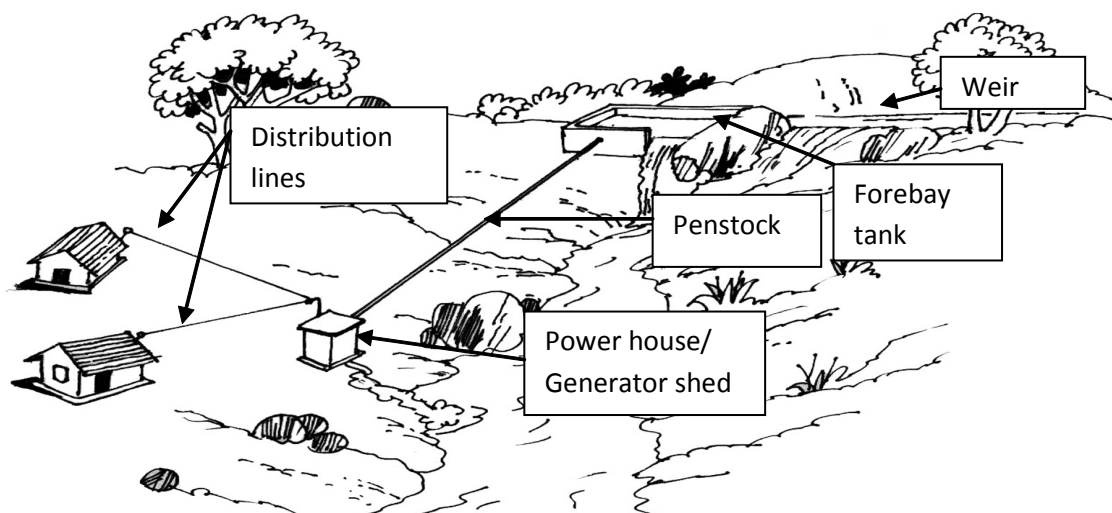 Weir
Distribution
lines
Forebay
tank
Penstock
Power house/
Generator shed